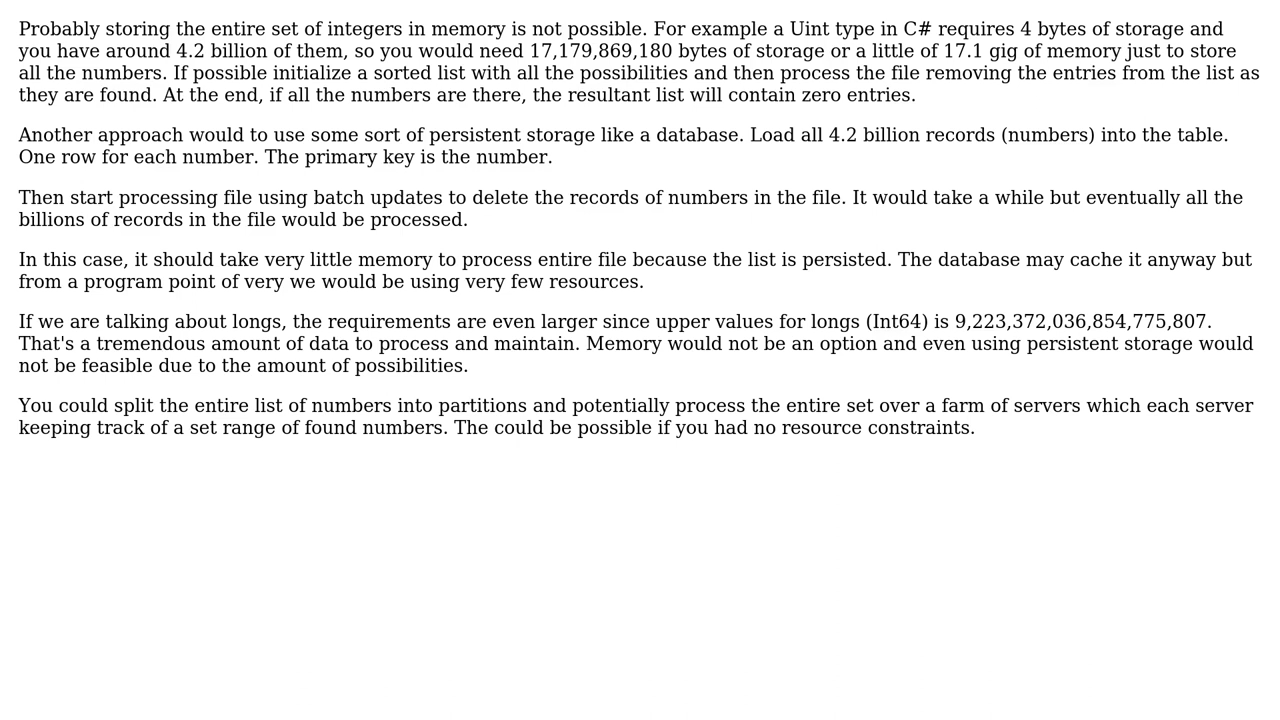 Probably storing the entire set of integers in memory is not possible. For example a Uint type in C# requires 4 bytes of storage and
you have around 4.2 billion of them, so you would need 17,179,869,180 bytes of storage or a little of 17.1 gig of memory just to store
all the numbers. If possible initialize a sorted list with all the possibilities and then process the file removing the entries from the list as
they are found. At the end, if all the numbers are there, the resultant list will contain zero entries.
Another approach would to use some sort of persistent storage like a database. Load all 4.2 billion records (numbers) into the table.
One row for each number. The primary key is the number.
Then start processing file using batch updates to delete the records of numbers in the file. It would take a while but eventually all the
billions of records in the file would be processed.
In this case, it should take very little memory to process entire file because the list is persisted. The database may cache it anyway but
from a program point of very we would be using very few resources.
If we are talking about longs, the requirements are even larger since upper values for longs (Int64) is 9,223,372,036,854,775,807.
That's a tremendous amount of data to process and maintain. Memory would not be an option and even using persistent storage would
not be feasible due to the amount of possibilities.
You could split the entire list of numbers into partitions and potentially process the entire set over a farm of servers which each server
keeping track of a set range of found numbers. The could be possible if you had no resource constraints.